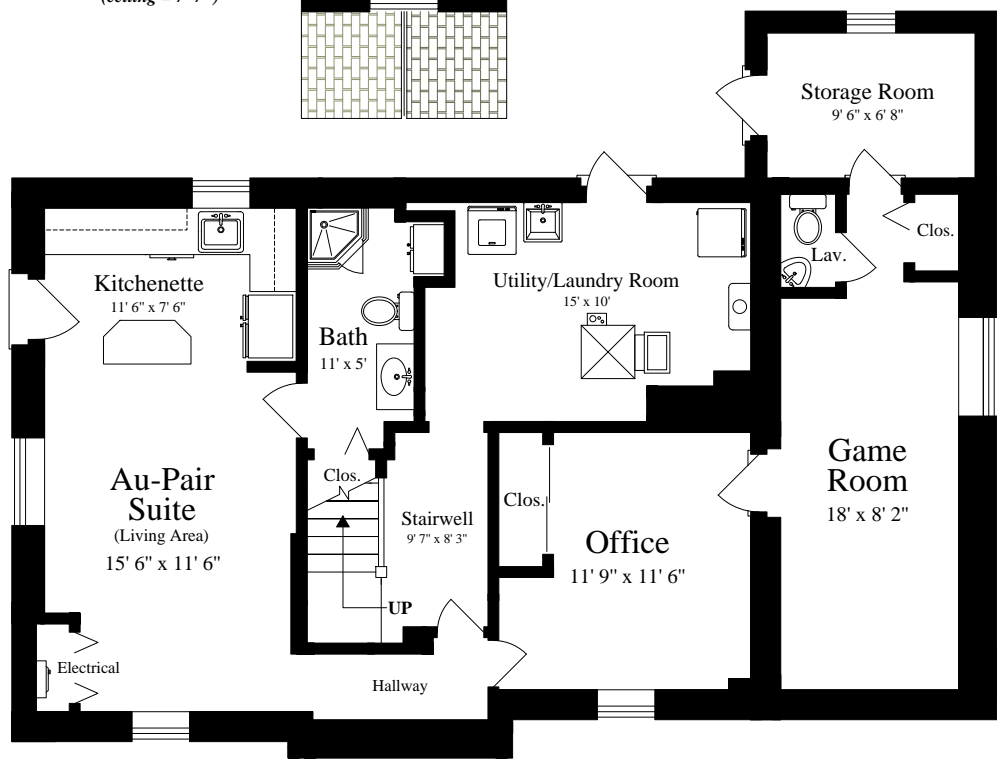 Storage Room
9' 6" x 6' 8"
Kitchenette
11' 6" x 7' 6"
Bath
11' x 5'
Utility/Laundry Room
15' x 10'
Lav.
Clos.
Au-Pair
Suite
(Living Area)
15' 6" x 11' 6"
Clos.
Stairwell
9' 7" x 8' 3"
UP
Clos.
Office
11' 9" x 11' 6"
Game
Room
18' x 8' 2"
Electrical
Hallway